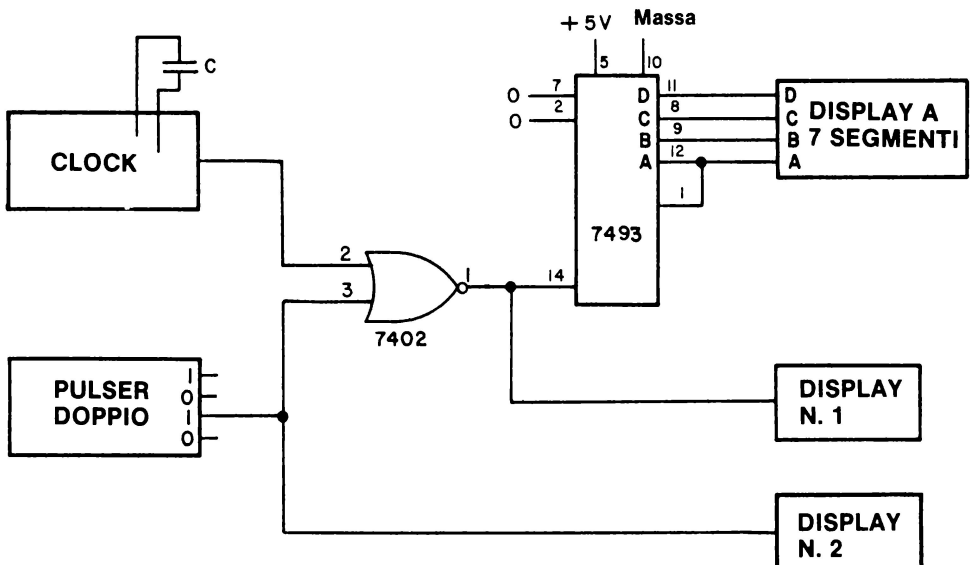 +5V Massa
5 10
C
CLOCK
0 7
0 2
D 11
C 8
B 9
A 12
1
7493
14
D
C
B
A
DISPLAY A
7 SEGMENTI
2
3
1
7402
PULSER
DOPPIO
1
0
1
0
DISPLAY
N. 1
DISPLAY
N. 2